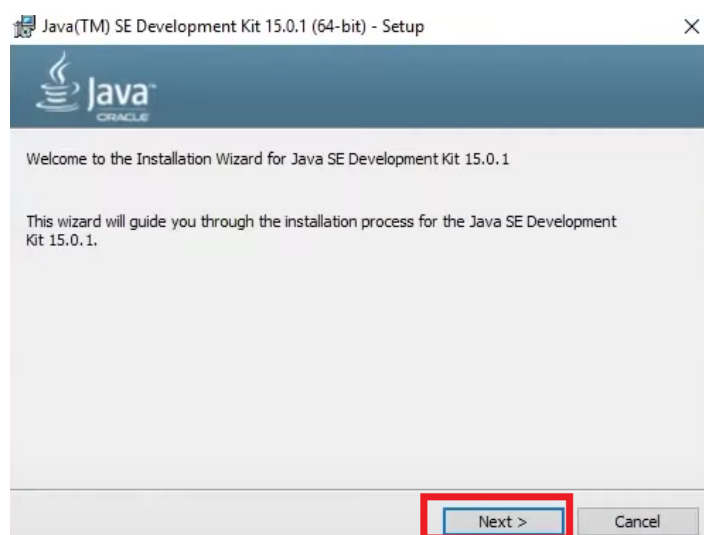 Java(TM) SE Development Kit 15.0.1 (64-bit) - Setup
Java™
ORACLE
Welcome to the Installation Wizard for Java SE Development Kit 15.0.1
This wizard will guide you through the installation process for the Java SE Development
Kit 15.0.1.
Next >
Cancel